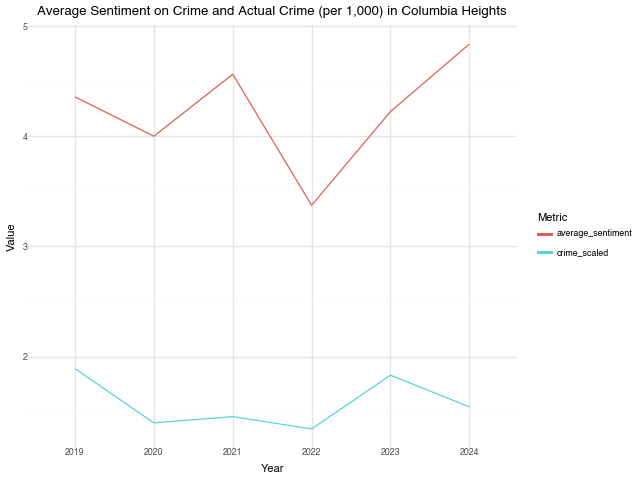 Average Sentiment on Crime and Actual Crime (per 1,000) in Columbia Heights
5
4
3
2
Value
2019 2020 2021 2022 2023 2024
Year
Metric
average_sentiment
crime_scaled